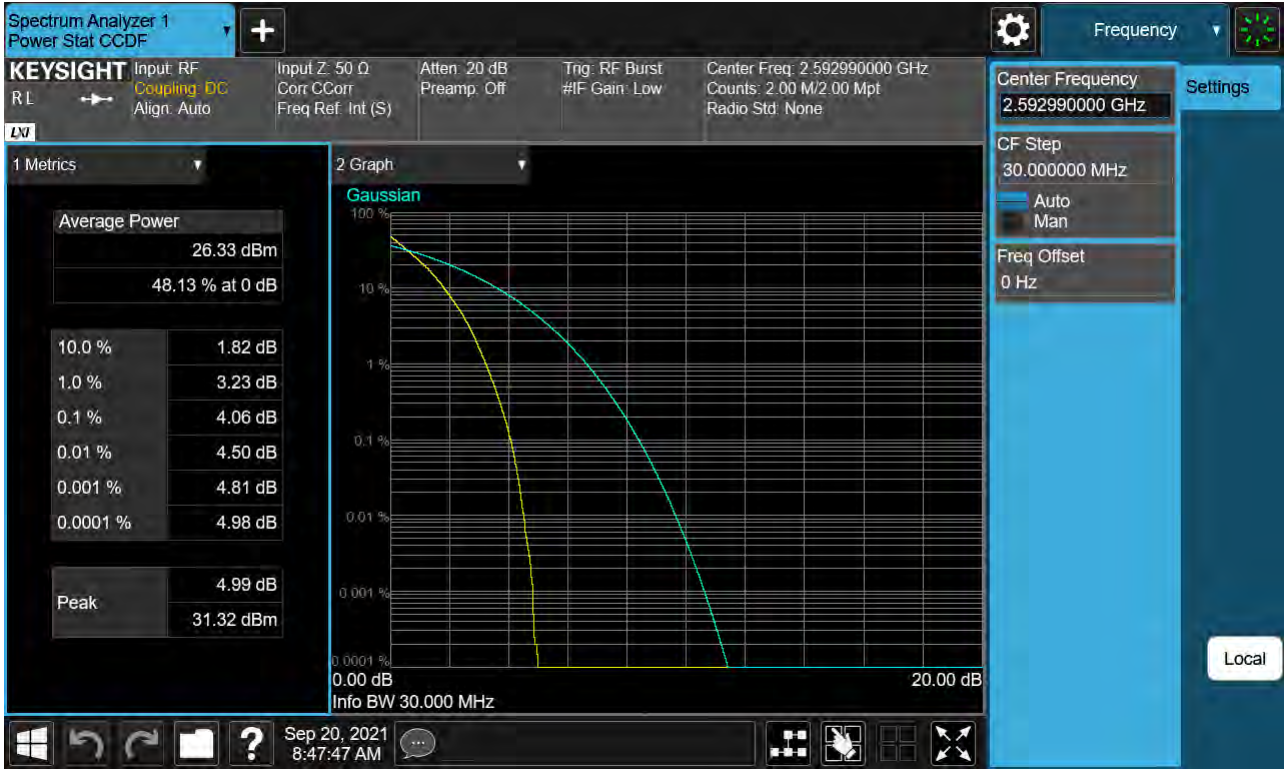 Spectrum Analyzer 1
Power Stat CCDF
▼
+
Frequency
▼
KEYSIGHT
RL
LXI
Input: RF
Coupling: DC
Align: Auto
Input Z: 50 Ω
Corr CCorr
Freq Ref: Int (S)
Atten: 20 dB
Preamp: Off
Trig: RF Burst
#IF Gain: Low
Center Freq: 2.592990000 GHz
Counts: 2.00 M/2.00 Mpt
Radio Std: None
Center Frequency
2.592990000 GHz
Settings
CF Step
30.000000 MHz
Auto
Man
Freq Offset
0 Hz
Local
1 Metrics
▼
Average Power
26.33 dBm
48.13 % at 0 dB
10.0 % 1.82 dB
1.0 % 3.23 dB
0.1 % 4.06 dB
0.01 % 4.50 dB
0.001 % 4.81 dB
0.0001 % 4.98 dB
Peak
4.99 dB
31.32 dBm
2 Graph
▼
Gaussian
100 %
10 %
1 %
0.1 %
0.01 %
0.001 %
0.0001 %
0.00 dB 20.00 dB
Info BW 30.000 MHz
?
Sep 20, 2021
8:47:47 AM